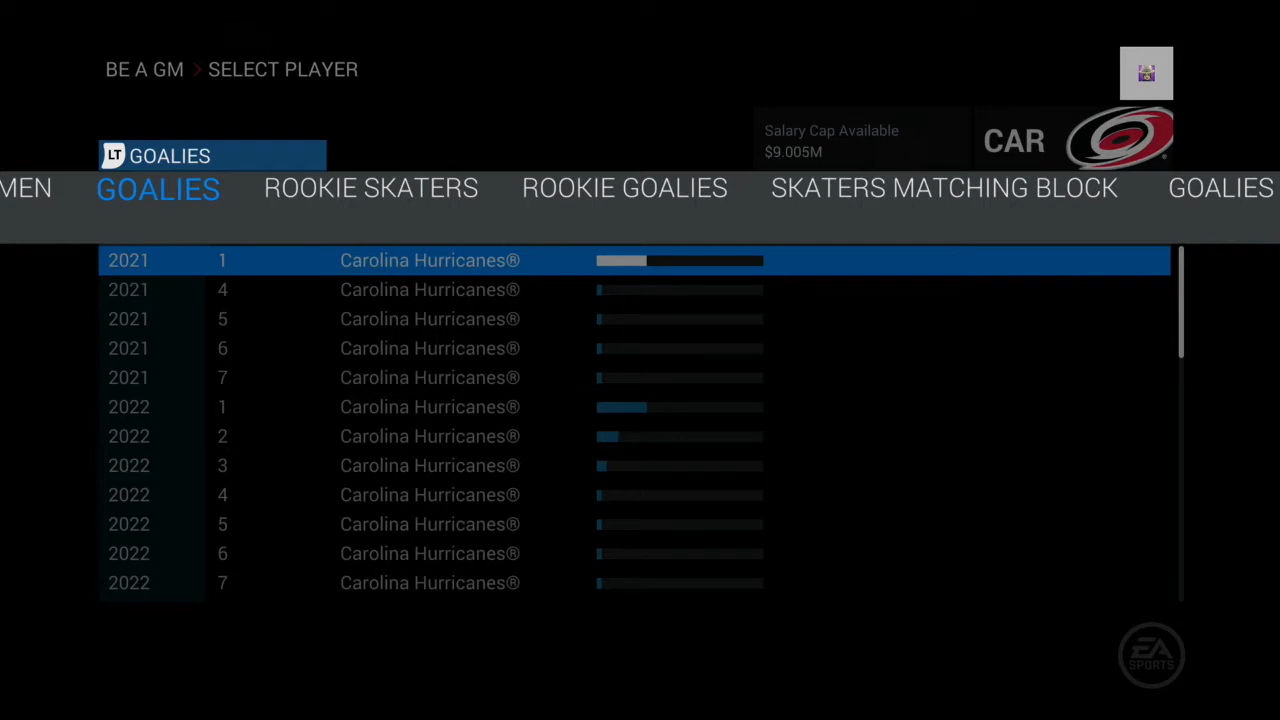 BE A GM > SELECT PLAYER
Salary Cap Available
$9.005M
CAR
LT GOALIES
MEN GOALIES ROOKIE SKATERS ROOKIE GOALIES SKATERS MATCHING BLOCK GOALIES
2021 1 Carolina Hurricanes®
2021 4 Carolina Hurricanes®
2021 5 Carolina Hurricanes®
2021 6 Carolina Hurricanes®
2021 7 Carolina Hurricanes®
2022 1 Carolina Hurricanes®
2022 2 Carolina Hurricanes®
2022 3 Carolina Hurricanes®
2022 4 Carolina Hurricanes®
2022 5 Carolina Hurricanes®
2022 6 Carolina Hurricanes®
2022 7 Carolina Hurricanes®
EA
SPORTS